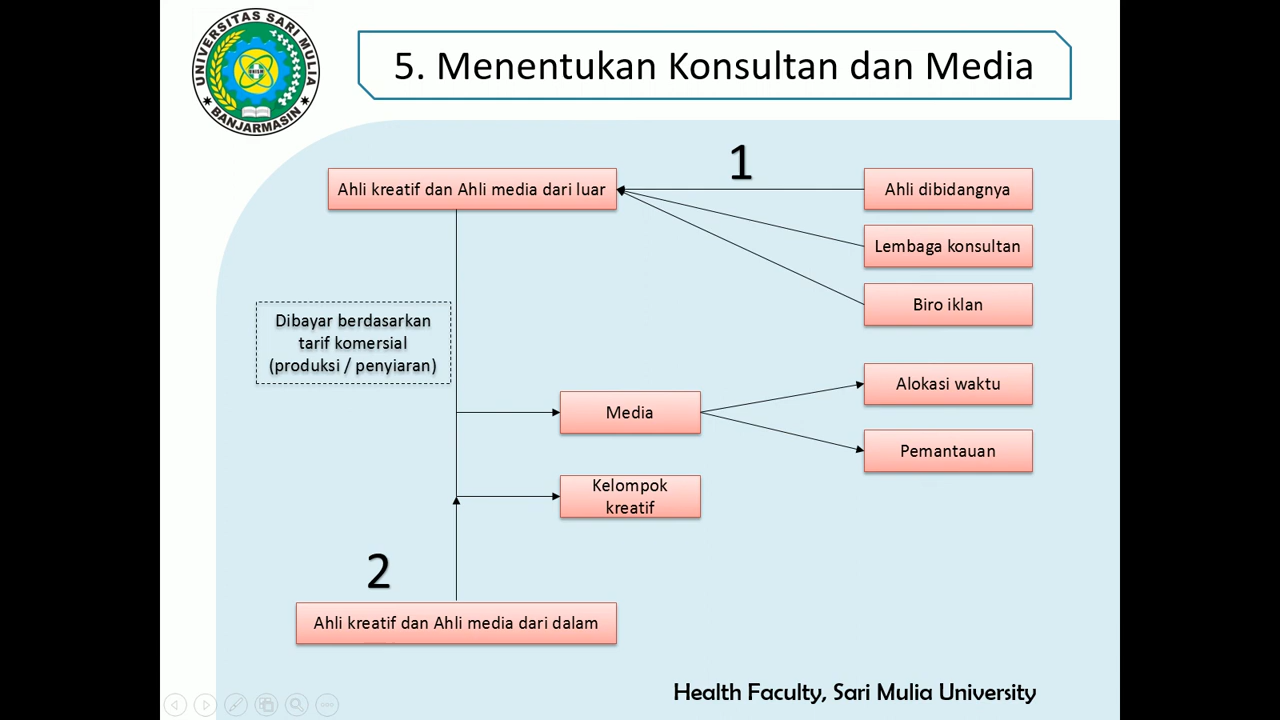 UNIVERSITAS SARI MULIA
BANJARMASIN
5. Menentukan Konsultan dan Media
1
Ahli kreatif dan Ahli media dari luar
Ahli dibidangnya
Lembaga konsultan
Biro iklan
Dibayar berdasarkan
tarif komersial
(produksi / penyiaran)
Media
Alokasi waktu
Pemantauan
Kelompok
kreatif
2
Ahli kreatif dan Ahli media dari dalam
Health Faculty, Sari Mulia University